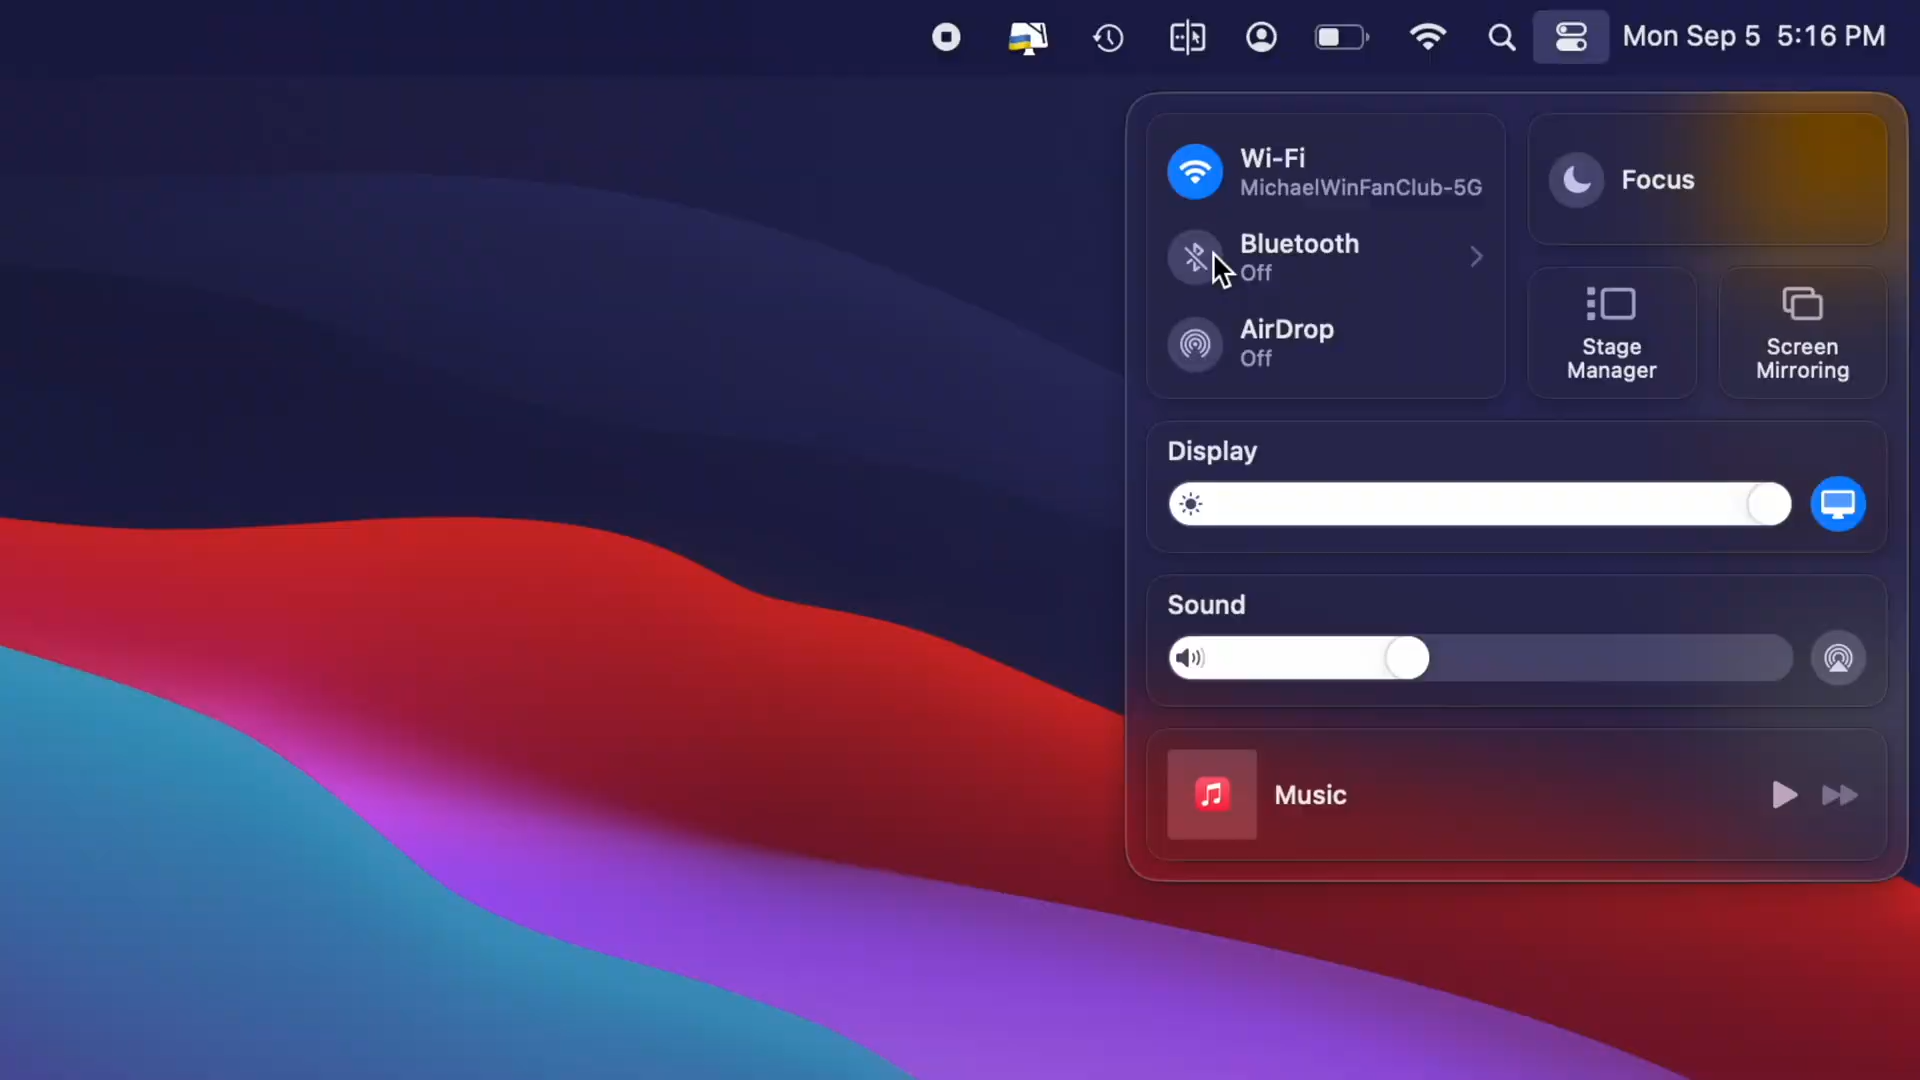 Mon Sep 5 5:16 PM
Wi-Fi
MichaelWinFanClub-5G
Focus
Bluetooth
Off
AirDrop
Off
Stage
Manager
Screen
Mirroring
Display
Sound
Music